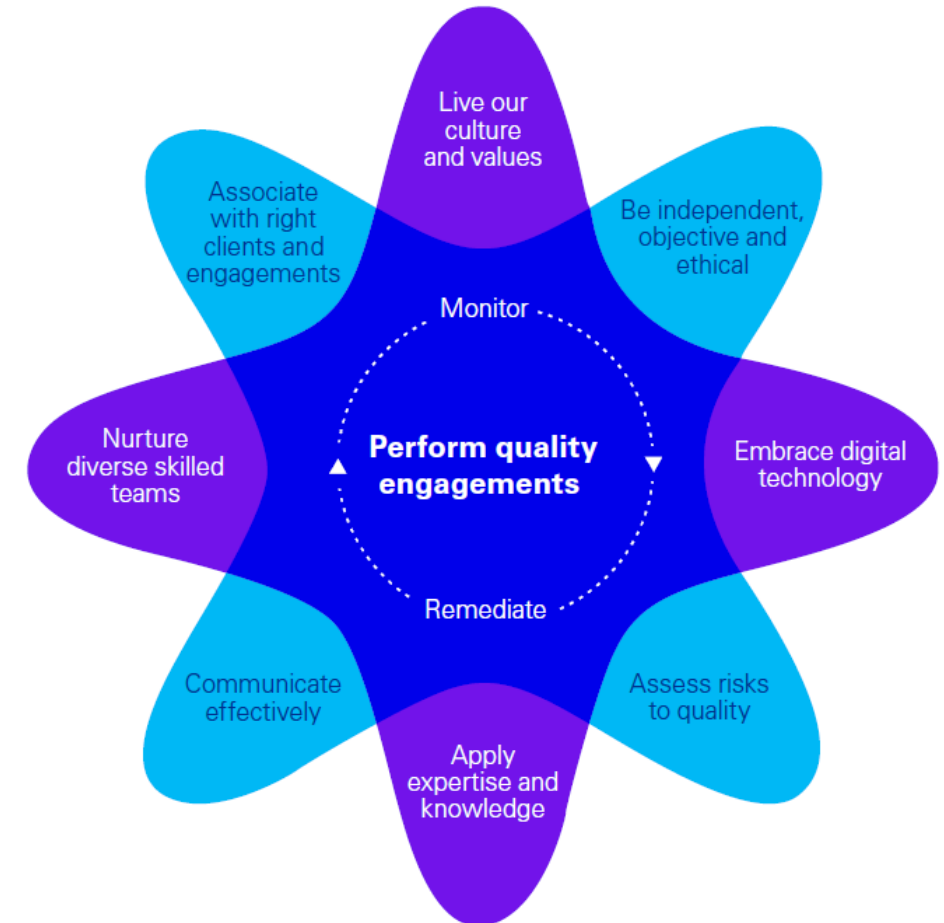 Live our
culture
and values
Be independent,
objective and
ethical
Embrace digital
technology
Assess risks
to quality
Apply
expertise and
knowledge
Communicate
effectively
Nurture
diverse skilled
teams
Associate
with right
clients and
engagements
Monitor
Perform quality
engagements
Remediate